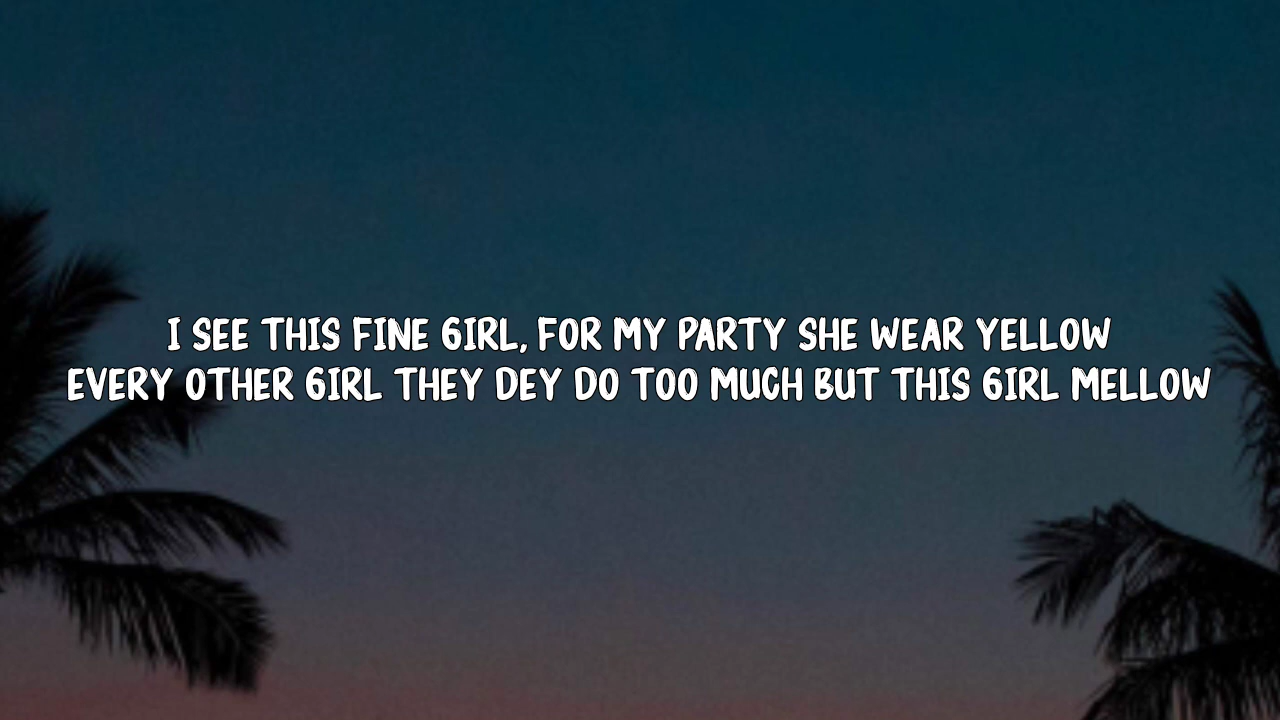 I SEE THIS FINE GIRL, FOR MY PARTY SHE WEAR YELLOW
EVERY OTHER GIRL THEY DEY DO TOO MUCH BUT THIS GIRL MELLOW